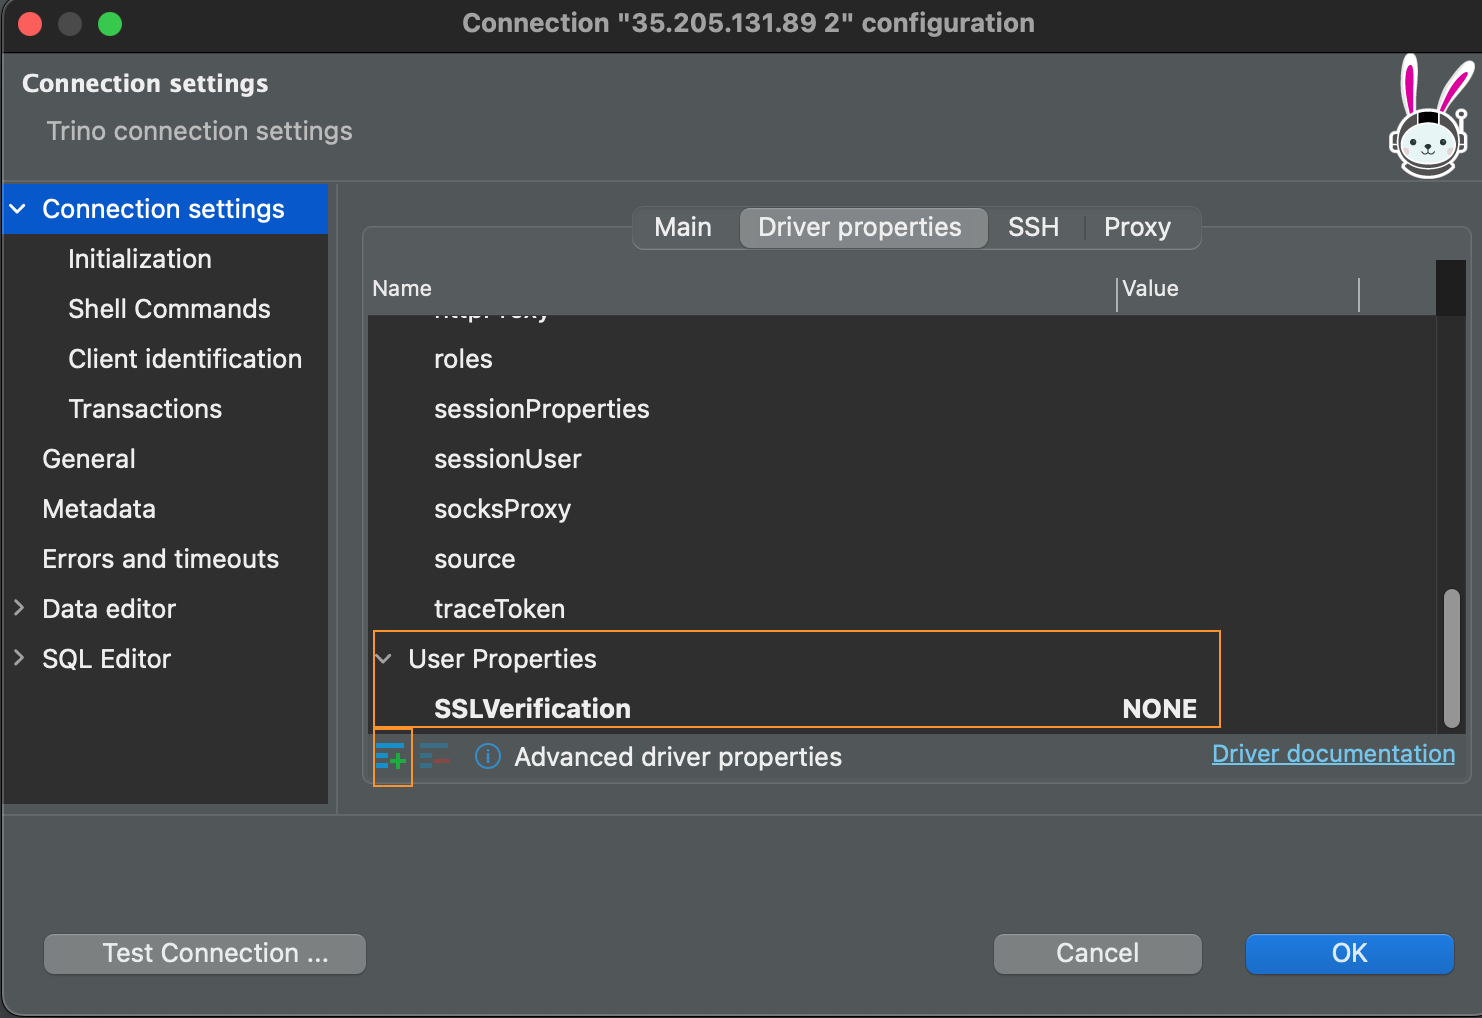 Connection "35.205.131.89 2" configuration
Connection settings
Trino connection settings
Connection settings
Initialization
Shell Commands
Client identification
Transactions
General
Metadata
Errors and timeouts
Data editor
SQL Editor
Main Driver properties SSH Proxy
Name Value
httpProxy
roles
sessionProperties
sessionUser
socksProxy
source
traceToken
User Properties
SSLVerification NONE
Advanced driver properties Driver documentation
Test Connection ... Cancel OK